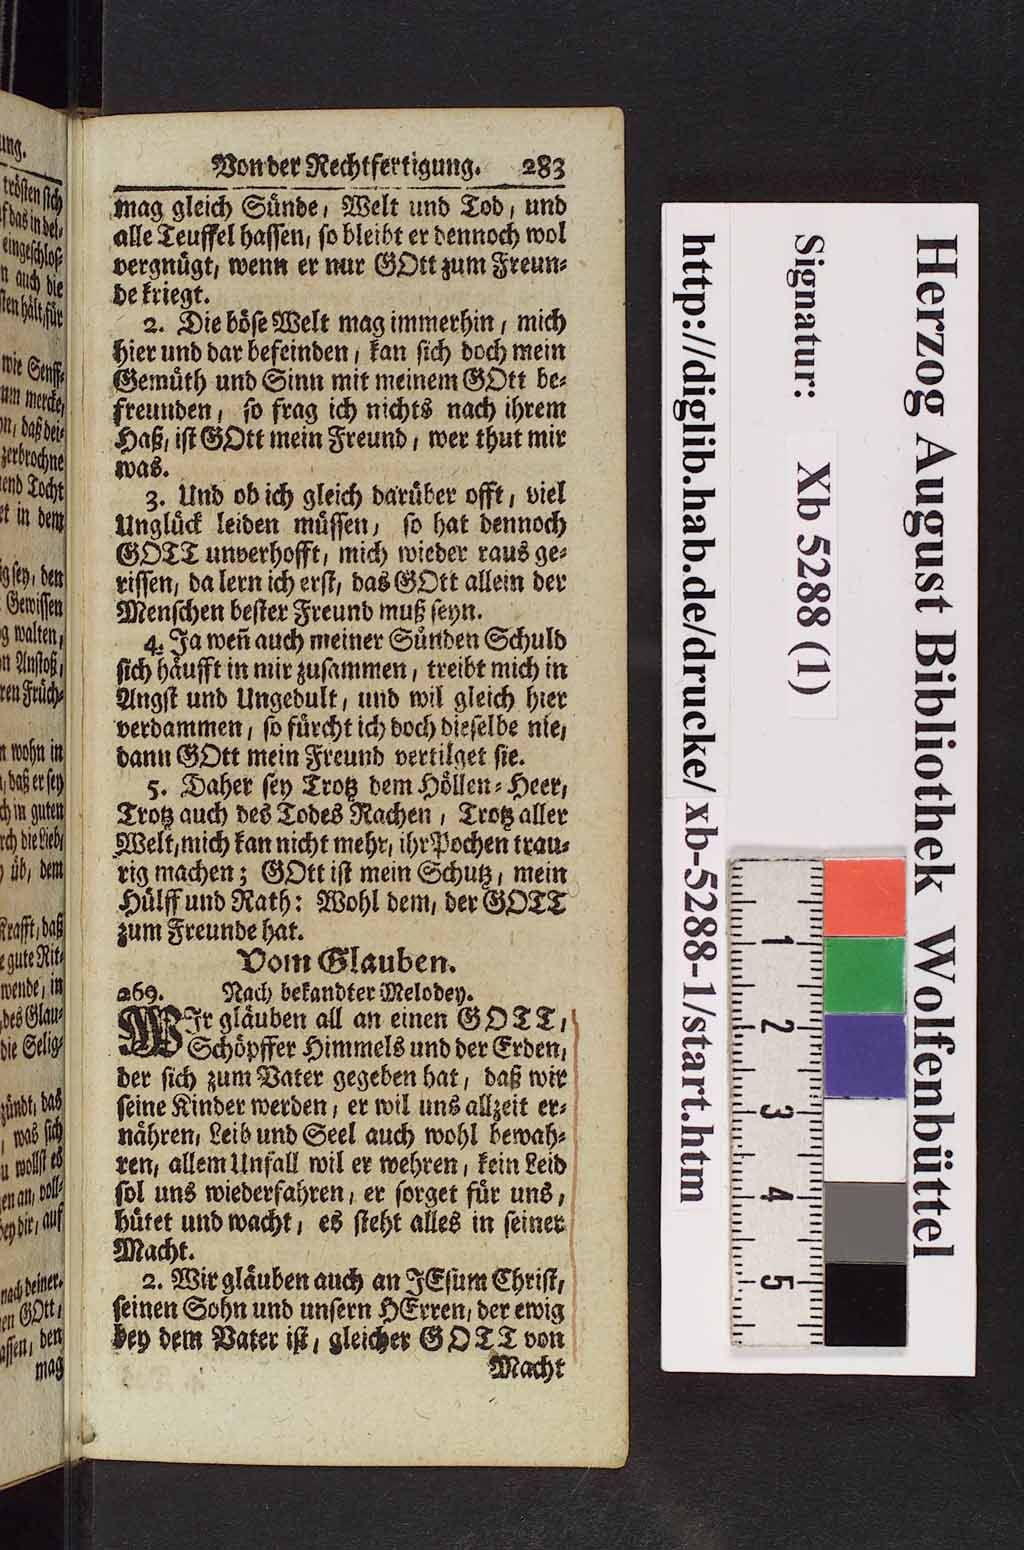 Von der Rechtfertigung. 283
mag gleich Sünde, Welt und Tod, und
alle Teuffel hassen, so bleibt er dennoch wol
vergnügt, wenn er nur GOtt zum Freun-
de kriegt.
2. Die böse Welt mag immerhin, mich
hier und dar befeinden, kan sich doch mein
Gemüth und Sinn mit meinem GOtt be-
freunden, so frag ich nichts nach ihrem
Haß, ist GOtt mein Freund, wer thut mir
was.
3. Und ob ich gleich darüber offt, viel
Unglück leiden müssen, so hat dennoch
GOTT unverhofft, mich wieder raus ge-
rissen, da lern ich erst, das GOtt allein der
Menschen bester Freund muß seyn.
4. Ja weñ auch meiner Sünden Schuld
sich häufft in mir zusammen, treibt mich in
Angst und Ungedult, und wil gleich hier
verdammen, so fürcht ich doch dieselbe nie,
dann GOtt mein Freund vertilget sie.
5. Daher sey Trotz dem Höllen-Heer,
Trotz auch des Todes Rachen, Trotz aller
Welt, mich kan nicht mehr, ihr Pochen trau-
rig machen; GOtt ist mein Schutz, mein
Hülff und Rath: Wohl dem, der GOTT
zum Freunde hat.
Vom Glauben.
269. Nach bekandter Melodey.
WIr gläuben all an einen GOTT,
Schöpffer Himmels und der Erden,
der sich zum Vater gegeben hat, daß wir
seine Kinder werden, er wil uns allzeit er-
nähren, Leib und Seel auch wohl bewah-
ren, allem Unfall wil er wehren, kein Leid
sol uns wiederfahren, er sorget für uns,
hütet und wacht, es steht alles in seiner
Macht.
2. Wir gläuben auch an JEsum Christ,
seinen Sohn und unsern HErren, der ewig
bey dem Vater ist, gleicher GOTT von
Macht
Herzog August Bibliothek Wolfenbüttel
Signatur: Xb 5288 (1)
http://diglib.hab.de/drucke/ xb-5288-1/start.htm
1
2
3
4
5